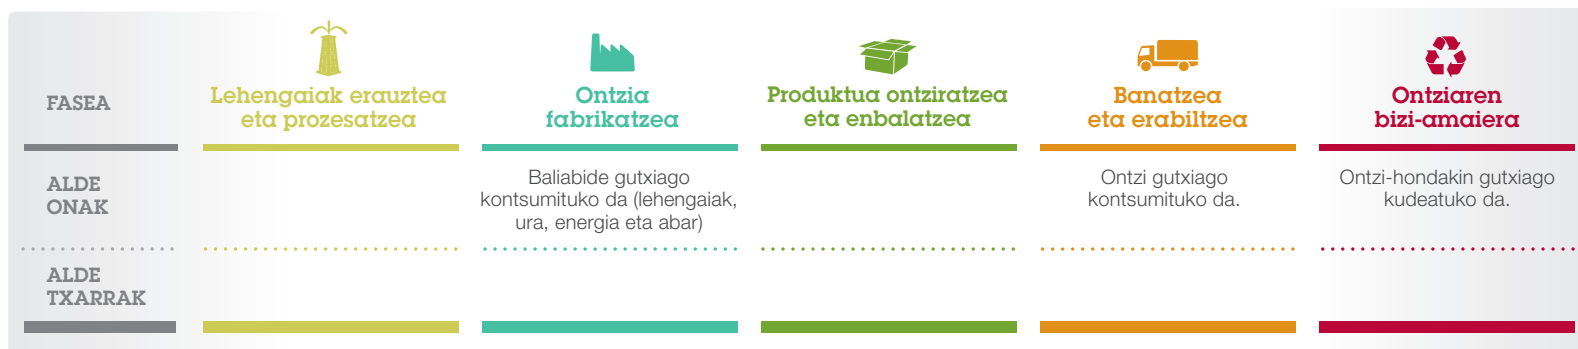 FASEA
Lehengaiak erauztea
eta prozesatzea
Ontzia
fabrikatzea
Produktua ontziratzea
eta enbalatzea
Banatzea
eta erabiltzea
Ontziaren
bizi-amaiera
ALDE
ONAK
Baliabide gutxiago
kontsumituko da (lehengaiak,
ura, energia eta abar)
Ontzi gutxiago
kontsumituko da.
Ontzi-hondakin gutxiago
kudeatuko da.
ALDE
TXARRAK